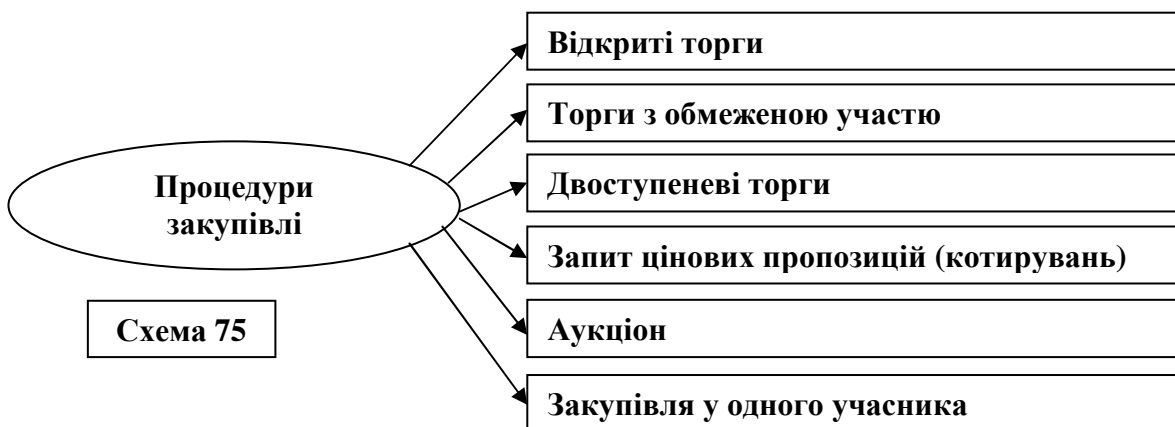 Відкриті торги
Торги з обмеженою участю
Двоступеневі торги
Процедури
закупівлі
Запит цінових пропозицій (котирувань)
Аукціон
Схема 75
Закупівля у одного учасника